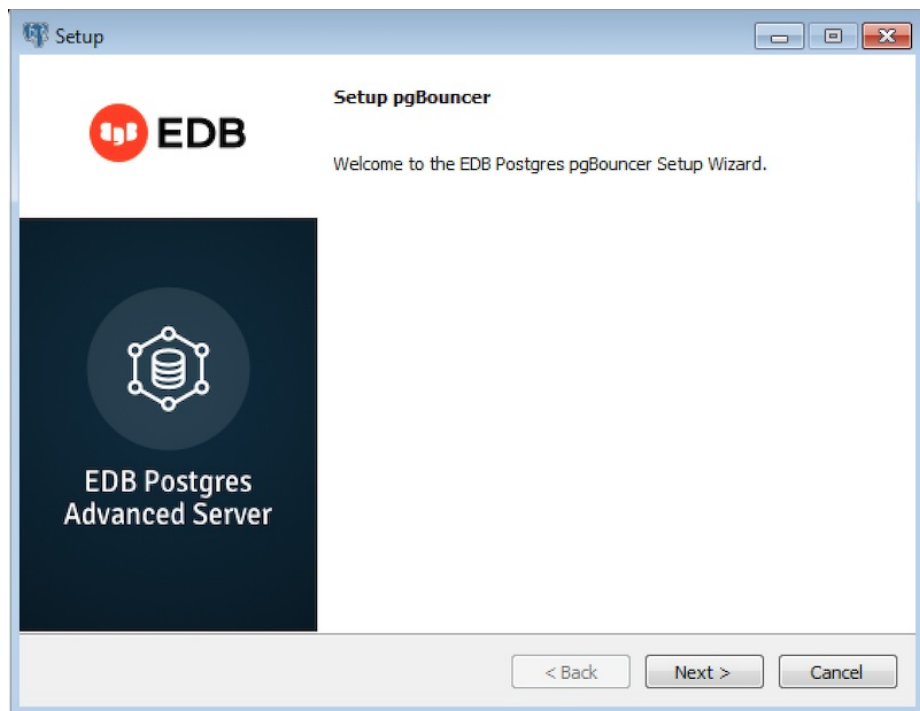 Setup
EDB
Setup pgBouncer
Welcome to the EDB Postgres pgBouncer Setup Wizard.
EDB Postgres
Advanced Server
< Back
Next >
Cancel